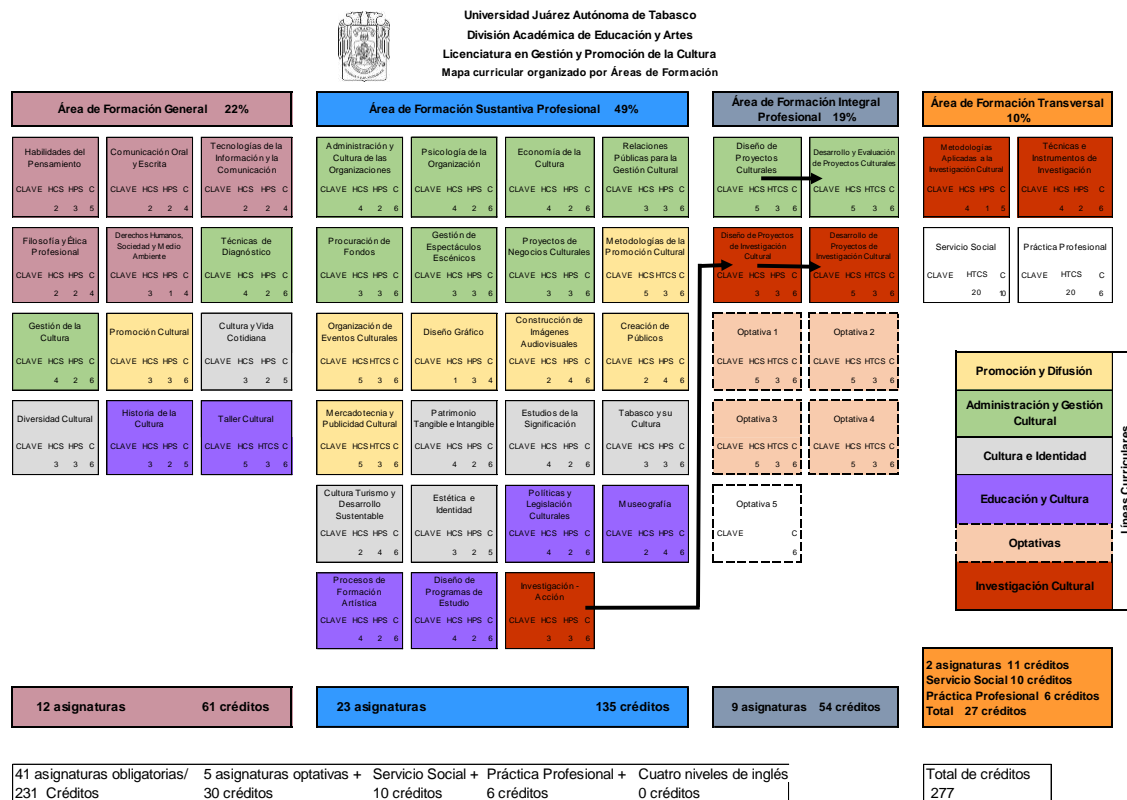 Universidad Juárez Autónoma de Tabasco
División Académica de Educación y Artes
Licenciatura en Gestión y Promoción de la Cultura
Mapa curricular organizado por Áreas de Formación
Área de Formación General 22%
Habilidades del
Pensamiento
CLAVE HCS HPS C
2 3 5
Comunicación Oral
y Escrita
CLAVE HCS HPS C
2 2 4
Tecnologías de la
Información y la
Comunicación
CLAVE HCS HPS C
2 2 4
Filosofía y Ética
Profesional
CLAVE HCS HPS C
2 2 4
Derechos Humanos,
Sociedad y Medio
Ambiente
CLAVE HCS HPS C
3 1 4
Técnicas de
Diagnóstico
CLAVE HCS HPS C
4 2 6
Gestión de la
Cultura
CLAVE HCS HPS C
4 2 6
Promoción Cultural
CLAVE HCS HPS C
3 3 6
Cultura y Vida
Cotidiana
CLAVE HCS HPS C
3 2 5
Diversidad Cultural
CLAVE HCS HPS C
3 3 6
Historia de la
Cultura
CLAVE HCS HPS C
3 2 5
Taller Cultural
CLAVE HCS HTCS C
5 3 6
12 asignaturas 61 créditos
Área de Formación Sustantiva Profesional 49%
Administración y
Cultura de las
Organizaciones
CLAVE HCS HPS C
4 2 6
Psicología de la
Organización
CLAVE HCS HPS C
4 2 6
Economía de la
Cultura
CLAVE HCS HPS C
4 2 6
Relaciones
Públicas para la
Gestión Cultural
CLAVE HCS HPS C
3 3 6
Procuración de
Fondos
CLAVE HCS HPS C
3 3 6
Gestión de
Espectáculos
Escénicos
CLAVE HCS HPS C
3 3 6
Proyectos de
Negocios Culturales
CLAVE HCS HPS C
3 3 6
Metodologías de la
Promoción Cultural
CLAVE HCS HTCS C
5 3 6
Organización de
Eventos Culturales
CLAVE HCS HTCS C
5 3 6
Diseño Gráfico
CLAVE HCS HPS C
1 3 4
Construcción de
Imágenes
Audiovisuales
CLAVE HCS HPS C
2 4 6
Creación de
Públicos
CLAVE HCS HPS C
2 4 6
Mercadotecnia y
Publicidad Cultural
CLAVE HCS HTCS C
5 3 6
Patrimonio
Tangible e Intangible
CLAVE HCS HPS C
4 2 6
Estudios de la
Significación
CLAVE HCS HPS C
4 2 6
Tabasco y su
Cultura
CLAVE HCS HPS C
3 3 6
Cultura Turismo y
Desarrollo
Sustentable
CLAVE HCS HPS C
2 4 6
Estética e
Identidad
CLAVE HCS HPS C
3 2 5
Políticas y
Legislación
Culturales
CLAVE HCS HPS C
4 2 6
Museografía
CLAVE HCS HPS C
2 4 6
Procesos de
Formación
Artística
CLAVE HCS HPS C
4 2 6
Diseño de
Programas de
Estudio
CLAVE HCS HPS C
4 2 6
Investigación -
Acción
CLAVE HCS HPS C
3 3 6
23 asignaturas 135 créditos
Área de Formación Integral
Profesional 19%
Diseño de
Proyectos
Culturales
CLAVE HCS HTCS C
5 3 6
Desarrollo y Evaluación
de Proyectos Culturales
CLAVE HCS HTCS C
5 3 6
Diseño de Proyectos
de Investigación
Cultural
CLAVE HCS HPS C
3 3 6
Desarrollo de
Proyectos de
Investigación Cultural
CLAVE HCS HTCS C
5 3 6
Optativa 1
CLAVE HCS HTCS C
5 3 6
Optativa 2
CLAVE HCS HTCS C
5 3 6
Optativa 3
CLAVE HCS HTCS C
5 3 6
Optativa 4
CLAVE HCS HTCS C
5 3 6
Optativa 5
CLAVE C
6
9 asignaturas 54 créditos
Área de Formación Transversal
10%
Metodologías
Aplicadas a la
Investigación Cultural
CLAVE HCS HPS C
4 1 5
Técnicas e
Instrumentos de
Investigación
CLAVE HCS HPS C
4 2 6
Servicio Social
CLAVE HTCS C
20 10
Práctica Profesional
CLAVE HTCS C
20 6
Promoción y Difusión
Administración y Gestión
Cultural
Cultura e Identidad
Educación y Cultura
Optativas
Investigación Cultural
Líneas Curriculares
2 asignaturas 11 créditos
Servicio Social 10 créditos
Práctica Profesional 6 créditos
Total 27 créditos
41 asignaturas obligatorias/ 5 asignaturas optativas + Servicio Social + Práctica Profesional + Cuatro niveles de inglés
231 Créditos 30 créditos 10 créditos 6 créditos 0 créditos
Total de créditos
277